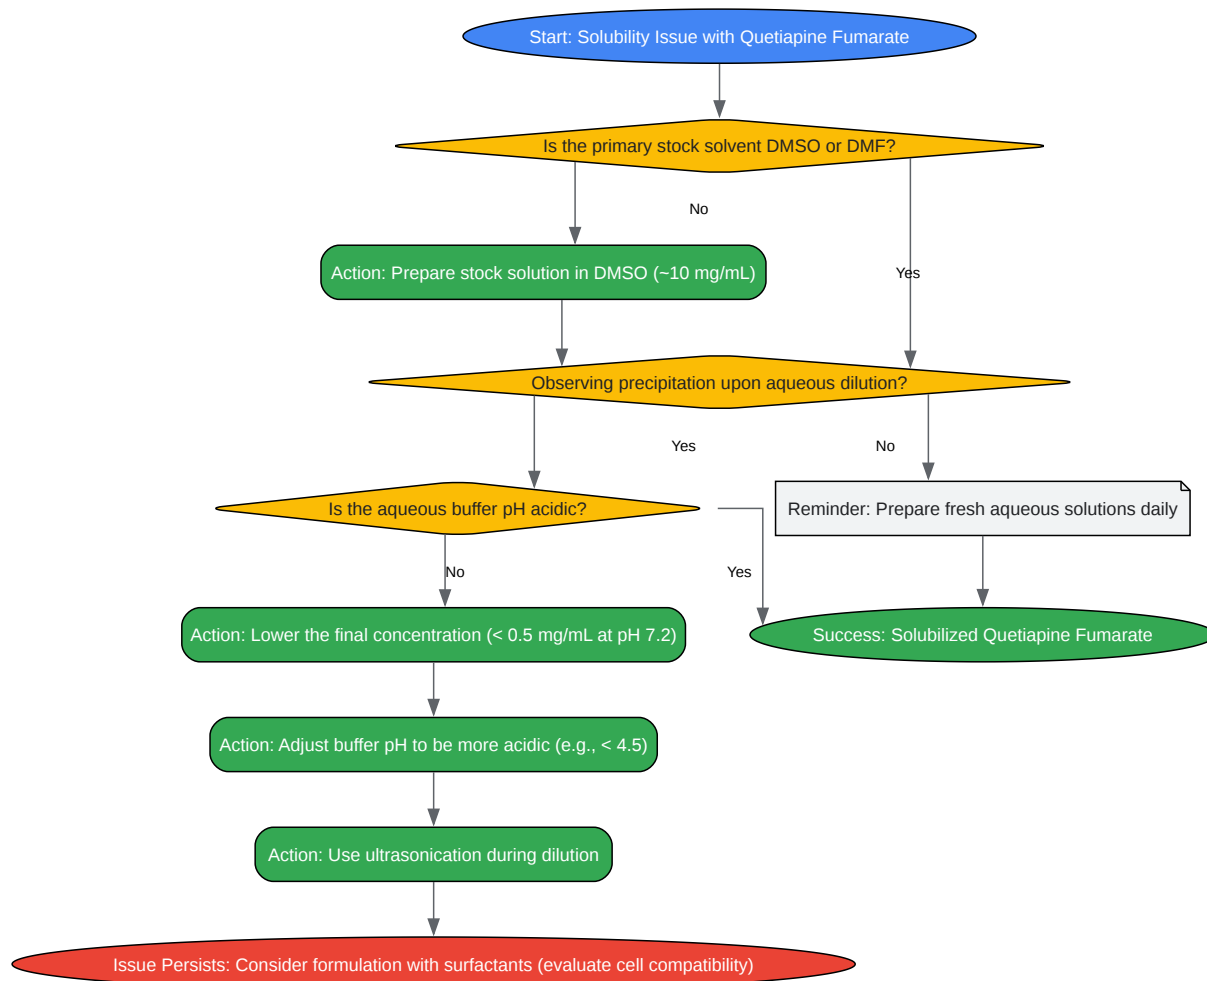 Start: Solubility Issue with Quetiapine Fumarate
Is the primary stock solvent DMSO or DMF?
No
Action: Prepare stock solution in DMSO (~10 mg/mL)
Yes
Observing precipitation upon aqueous dilution?
Yes
No
Is the aqueous buffer pH acidic?
Reminder: Prepare fresh aqueous solutions daily
No
Yes
Action: Lower the final concentration (< 0.5 mg/mL at pH 7.2)
Success: Solubilized Quetiapine Fumarate
Action: Adjust buffer pH to be more acidic (e.g., < 4.5)
Action: Use ultrasonication during dilution
Issue Persists: Consider formulation with surfactants (evaluate cell compatibility)